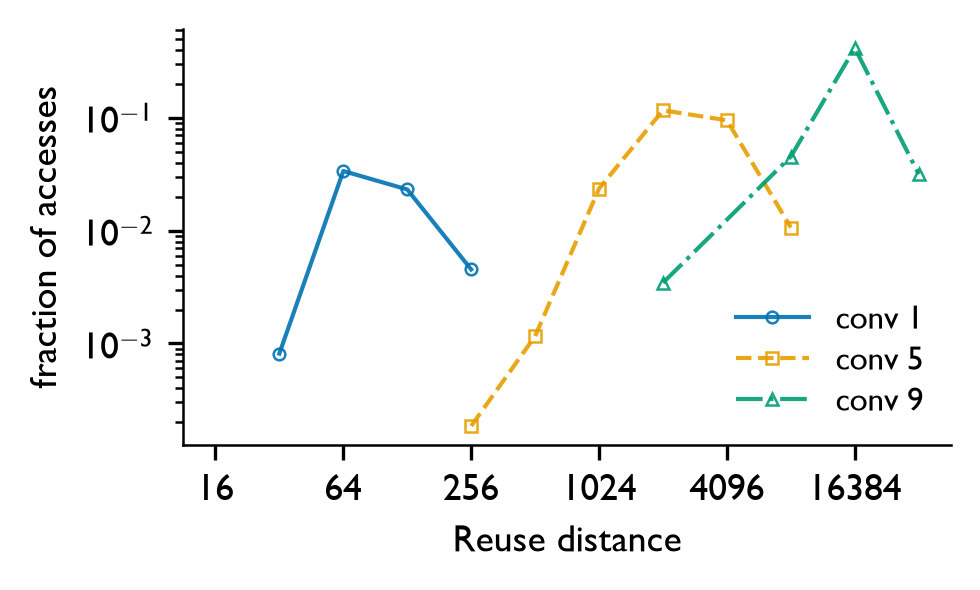 fraction of accesses
10⁻¹
10⁻²
10⁻³
16 64 256 1024 4096 16384
Reuse distance
conv 1
conv 5
conv 9